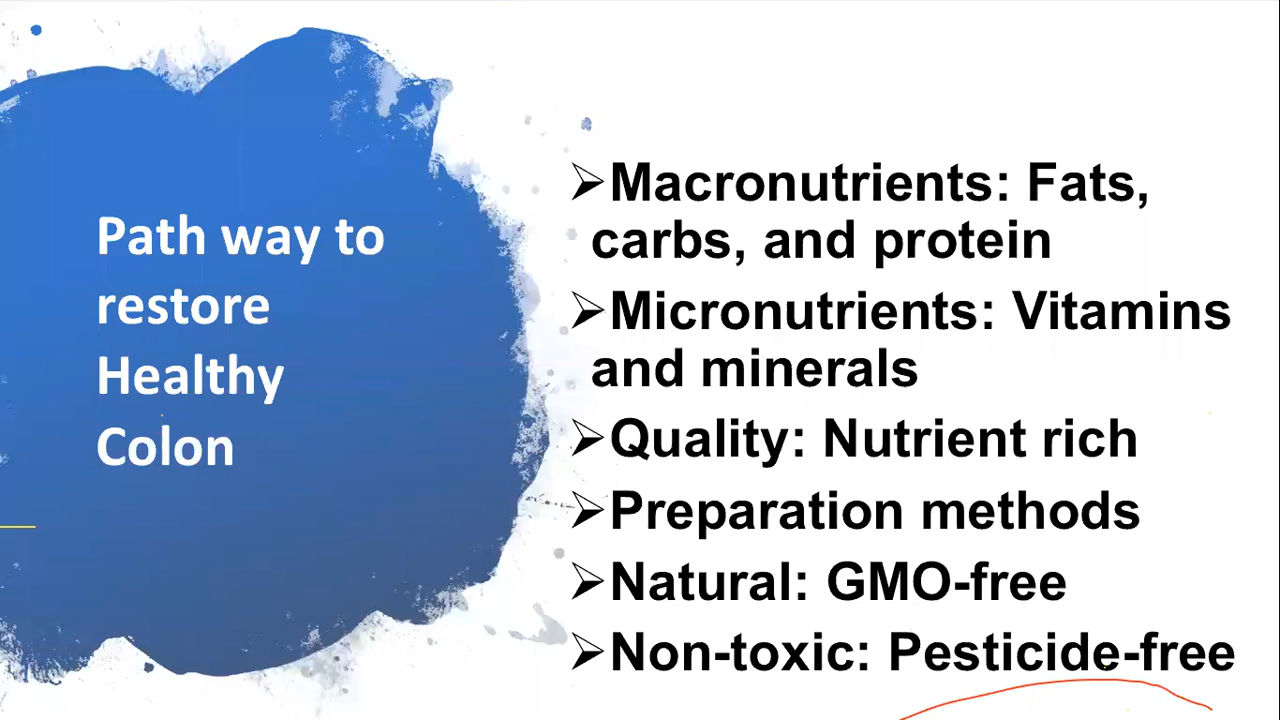 Path way to
restore
Healthy
Colon
➢Macronutrients: Fats,
carbs, and protein
➢Micronutrients: Vitamins
and minerals
➢Quality: Nutrient rich
➢Preparation methods
➢Natural: GMO-free
➢Non-toxic: Pesticide-free